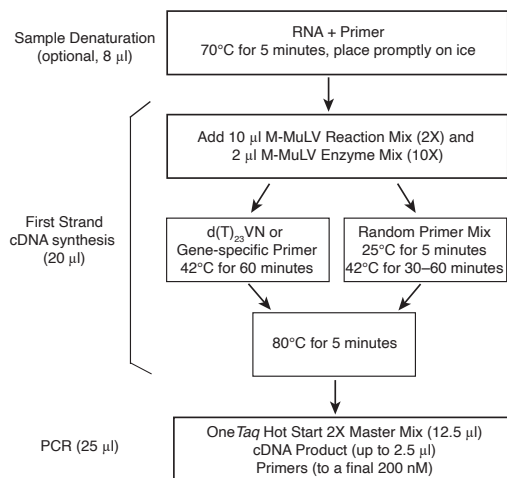 Sample Denaturation
(optional, 8 µl)
RNA + Primer
70°C for 5 minutes, place promptly on ice
Add 10 µl M-MuLV Reaction Mix (2X) and
2 µl M-MuLV Enzyme Mix (10X)
First Strand
cDNA synthesis
(20 µl)
d(T)₂₃VN or
Gene-specific Primer
42°C for 60 minutes
Random Primer Mix
25°C for 5 minutes
42°C for 30–60 minutes
80°C for 5 minutes
PCR (25 µl)
OneTaq Hot Start 2X Master Mix (12.5 µl)
cDNA Product (up to 2.5 µl)
Primers (to a final 200 nM)